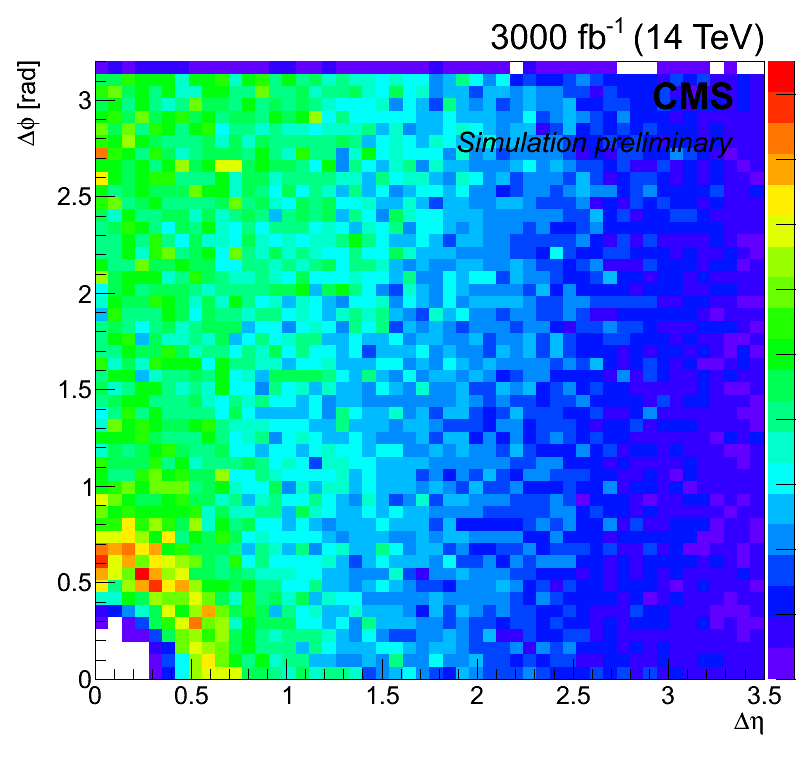 3000 fb-1 (14 TeV)
Δϕ [rad]
CMS
Simulation preliminary
3
2.5
2
1.5
1
0.5
0
0 0.5 1 1.5 2 2.5 3 3.5
Δη